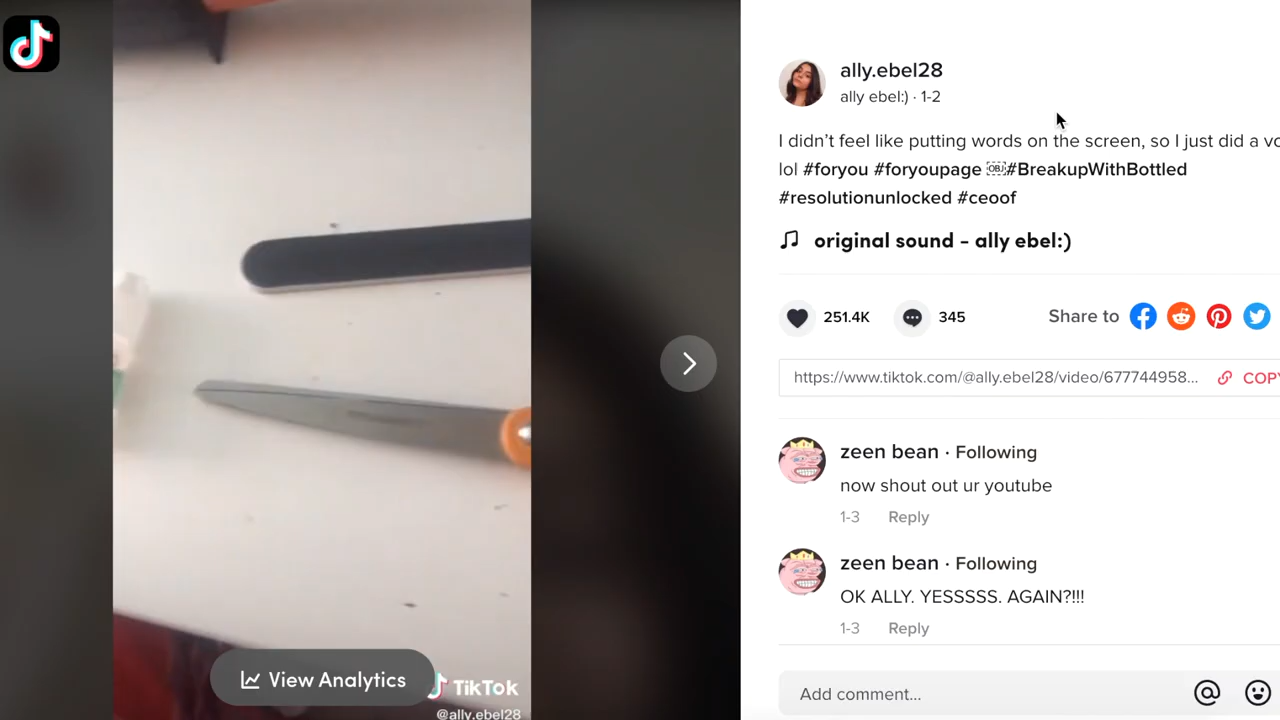 ally.ebel28
ally ebel:) · 1-2
I didn’t feel like putting words on the screen, so I just did a vo
lol #foryou #foryoupage ￼#BreakupWithBottled
#resolutionunlocked #ceoof
original sound - ally ebel:)
251.4K 345 Share to
https://www.tiktok.com/@ally.ebel28/video/677744958... COPY
zeen bean · Following
now shout out ur youtube
1-3 Reply
zeen bean · Following
OK ALLY. YESSSSS. AGAIN?!!!
1-3 Reply
Add comment...
View Analytics
TikTok
@ally.ebel28